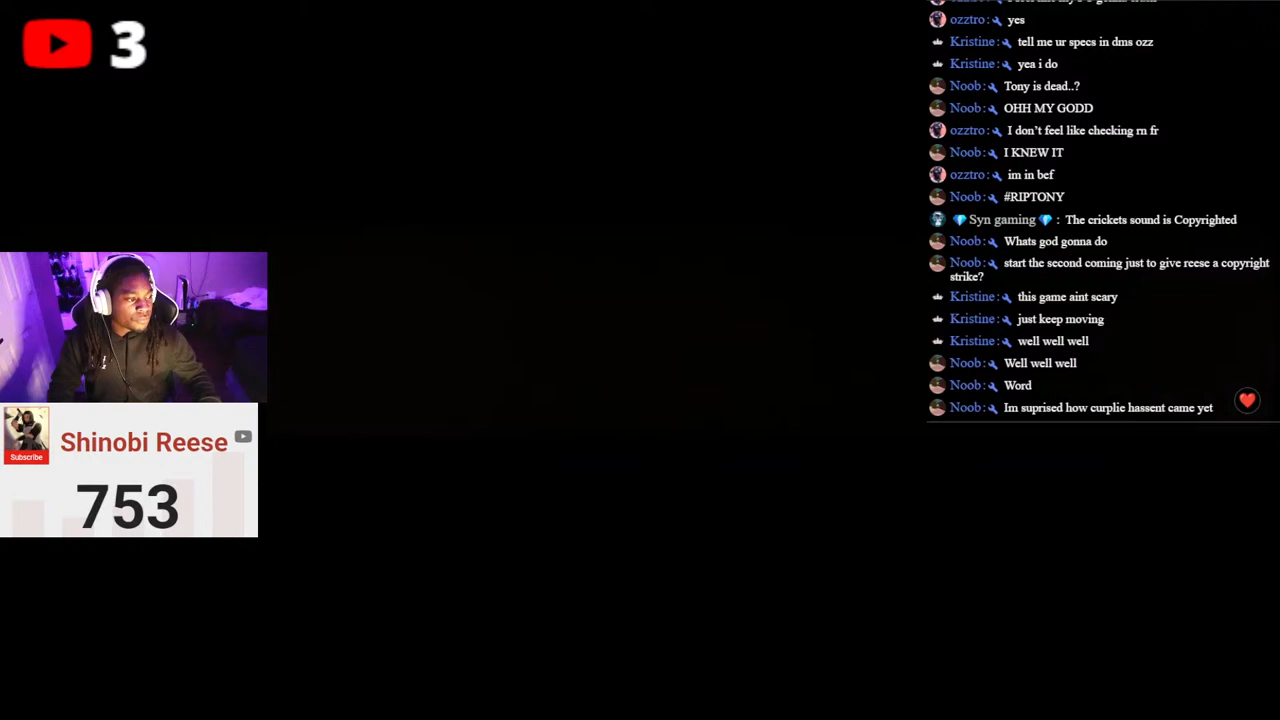 3
ozztro: yes
Kristine: tell me ur specs in dms ozz
Kristine: yea i do
Noob: Tony is dead..?
Noob: OHH MY GODD
ozztro: I don't feel like checking rn fr
Noob: I KNEW IT
ozztro: im in bef
Noob: #RIPTONY
Syn gaming : The crickets sound is Copyrighted
Noob: Whats god gonna do
Noob: start the second coming just to give reese a copyright
strike?
Kristine: this game aint scary
Kristine: just keep moving
Kristine: well well well
Noob: Well well well
Noob: Word
Noob: Im suprised how curplie hassent came yet
Shinobi Reese
Subscribe
753